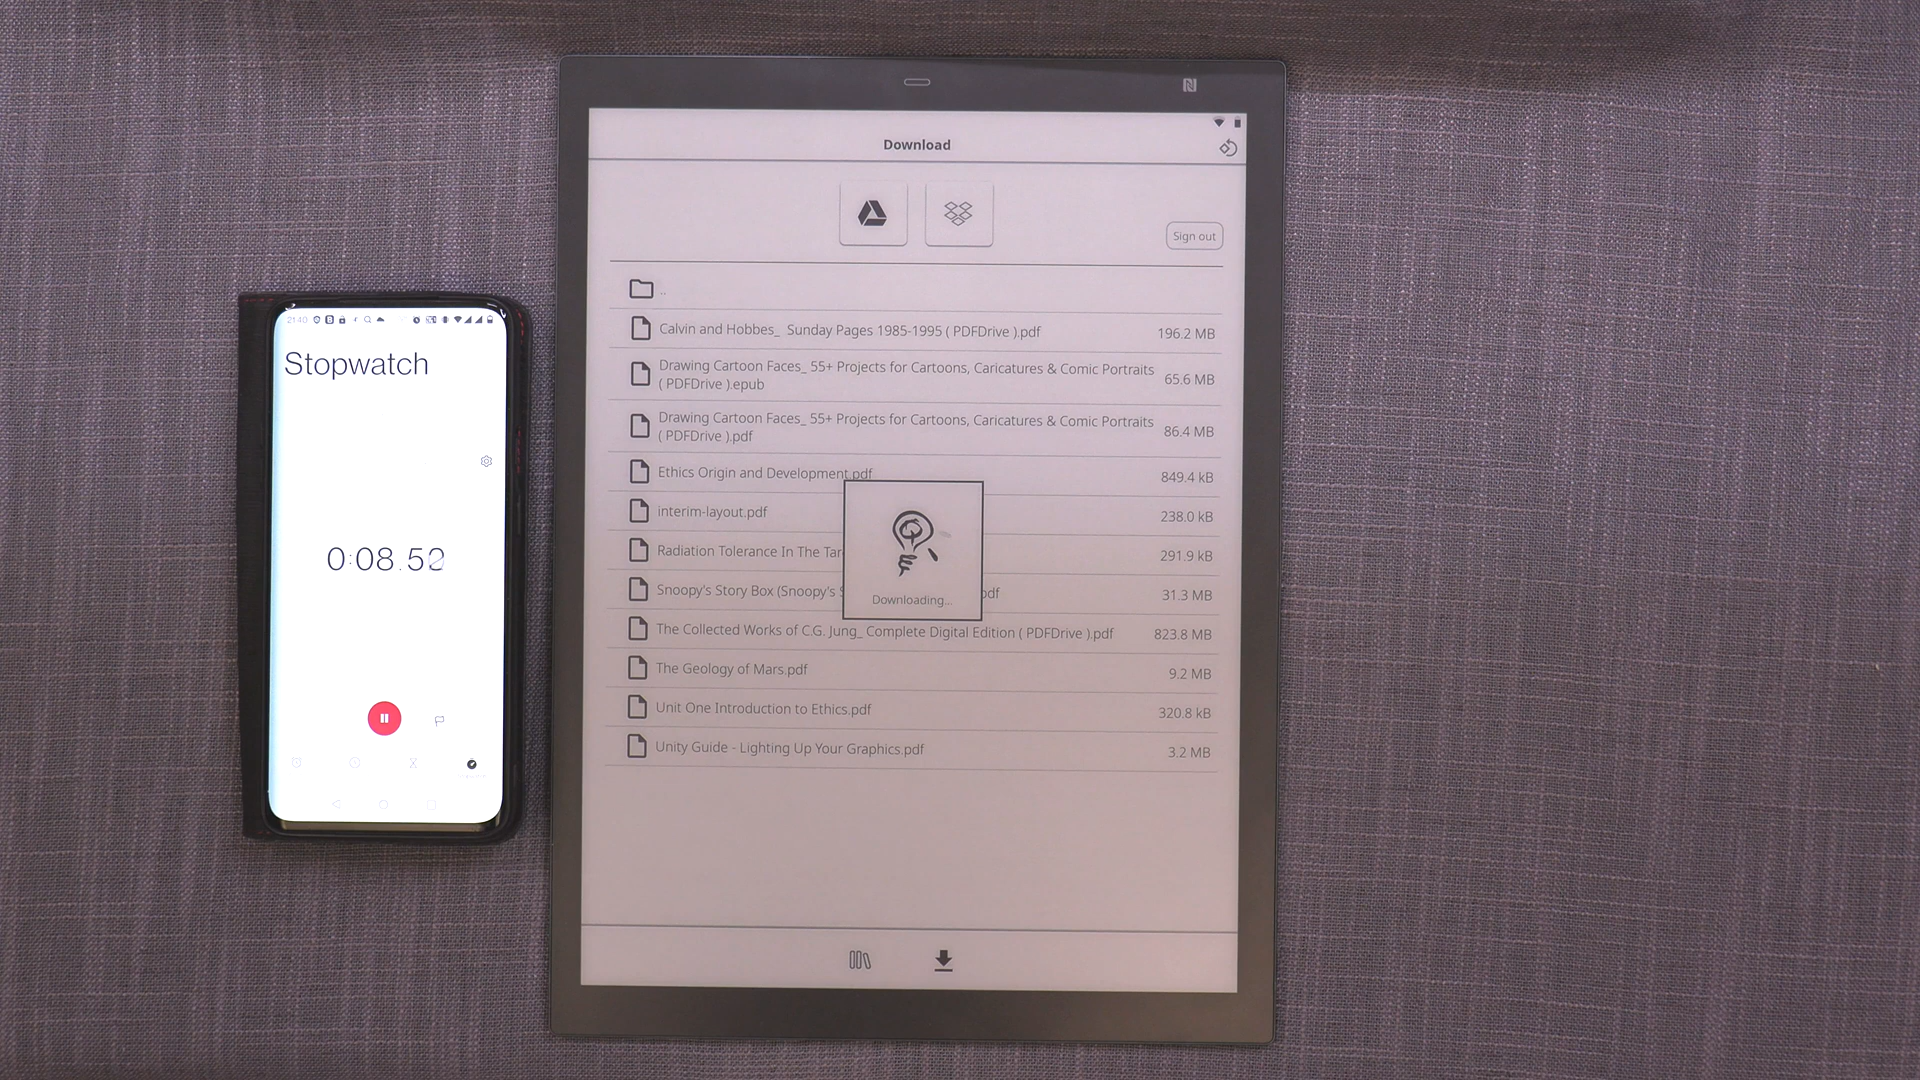 21:40
Stopwatch
0:08.52
Download
Sign out
..
Calvin and Hobbes_ Sunday Pages 1985-1995 ( PDFDrive ).pdf 196.2 MB
Drawing Cartoon Faces_ 55+ Projects for Cartoons, Caricatures & Comic Portraits
( PDFDrive ).epub 65.6 MB
Drawing Cartoon Faces_ 55+ Projects for Cartoons, Caricatures & Comic Portraits
( PDFDrive ).pdf 86.4 MB
Ethics Origin and Development.pdf 849.4 kB
interim-layout.pdf 238.0 kB
Radiation Tolerance In The 291.9 kB
Snoopy's Story Box (Snoopy's 31.3 MB
Downloading...
The Collected Works of C.G. Jung_ Complete Digital Edition ( PDFDrive ).pdf 823.8 MB
The Geology of Mars.pdf 9.2 MB
Unit One Introduction to Ethics.pdf 320.8 kB
Unity Guide - Lighting Up Your Graphics.pdf 3.2 MB